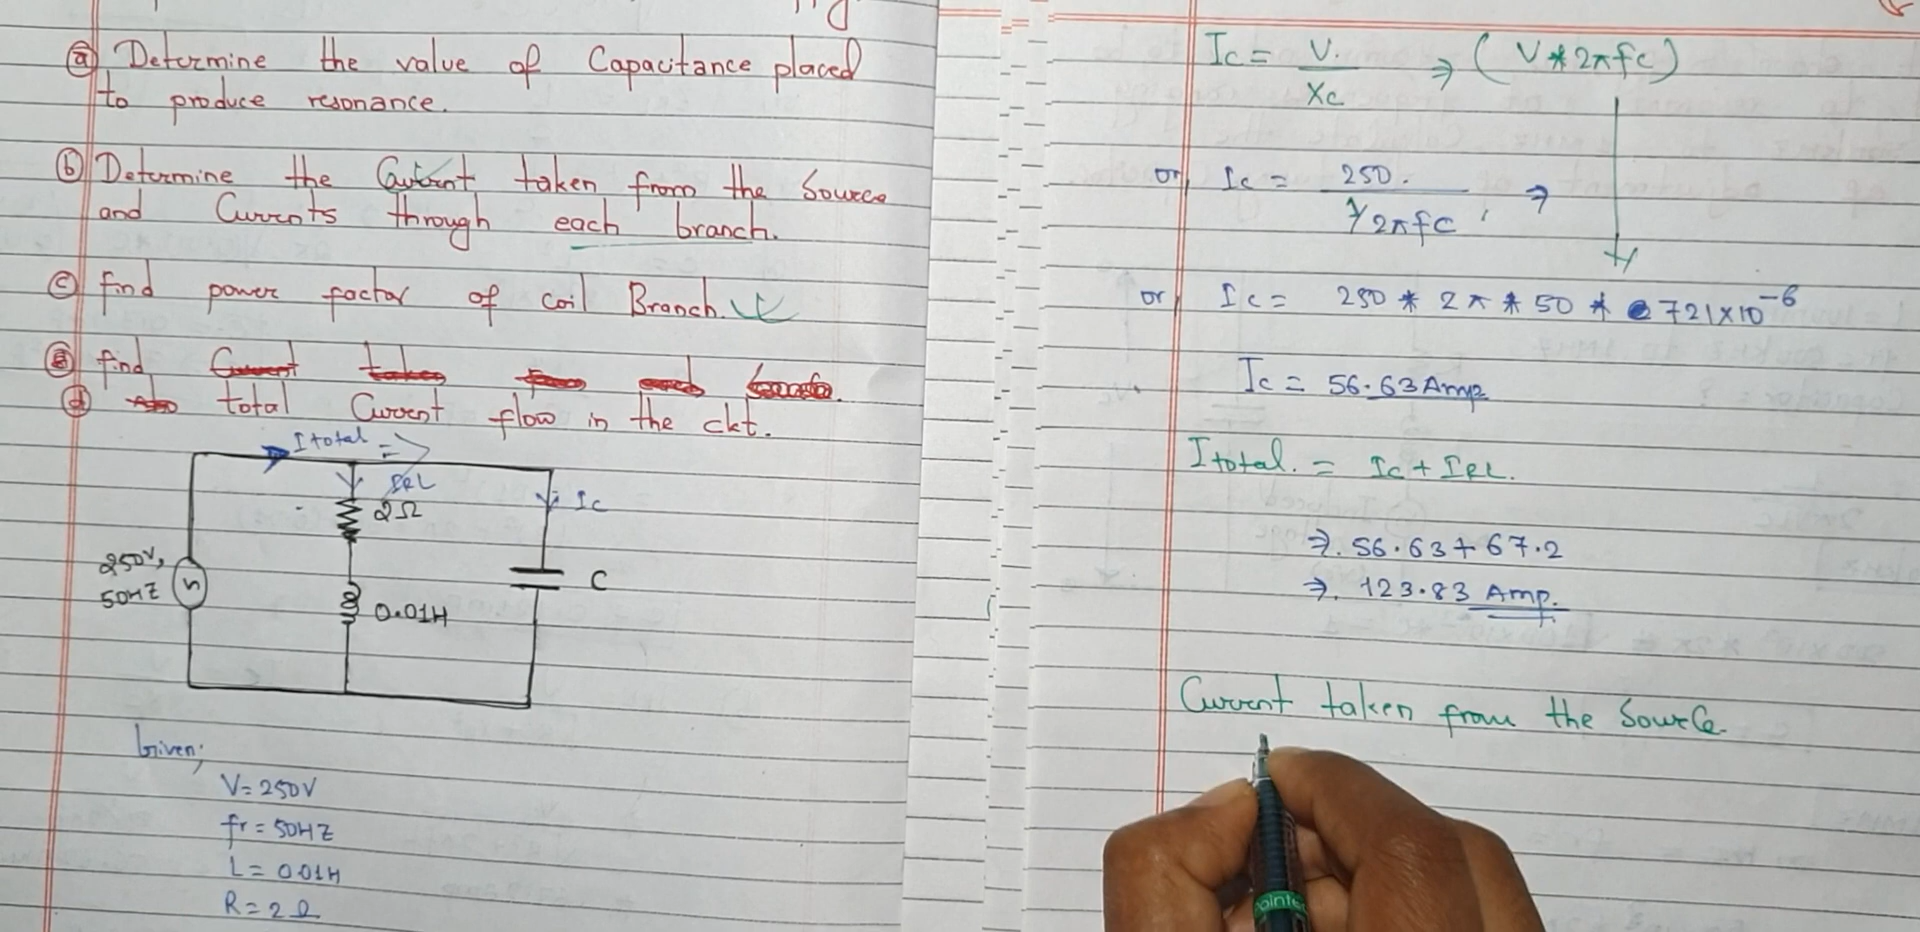 ⓐ Determine the value of Capacitance placed
to produce resonance.
ⓑ Determine the Current taken from the Source
and Currents through each branch.
ⓒ find power factor of coil Branch.
find
ⓓ total Current flow in the ckt.
I total =
IRL
2Ω
Ic
250V,
50HZ
C
0.01H
Given;
V= 250V
fr = 50HZ
L = 0.01H
R = 2 Ω
Ic = V. / Xc ⇒ (V * 2πfc)
or, Ic = 250. / 1/2πfc ⇒
or, Ic = 250 * 2π * 50 * 721×10⁻⁶
Ic = 56.63 Amp
Itotal. = Ic + IRL.
⇒. 56.63 + 67.2
⇒. 123.83 Amp.
Current taken from the Source